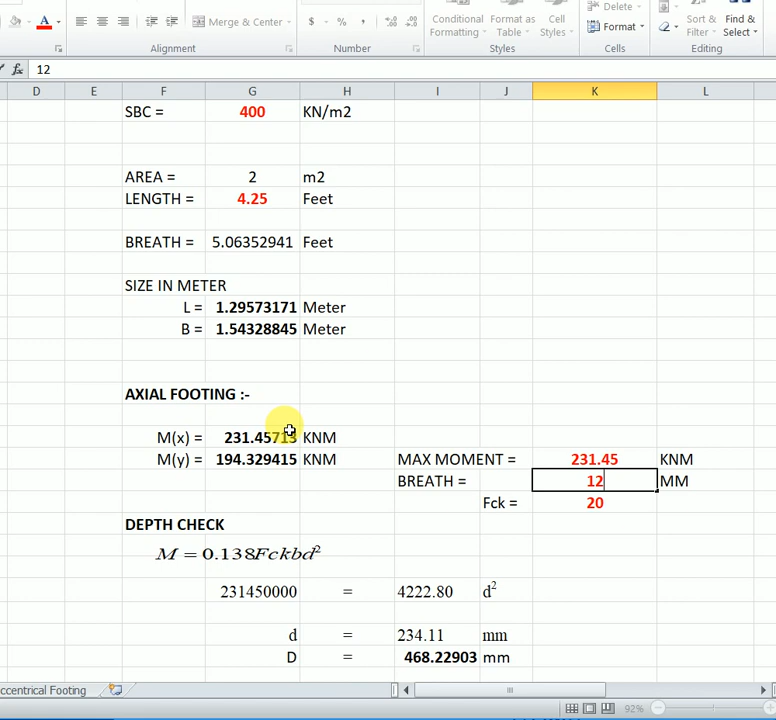 Merge & Center
$ % ,
Conditional Formatting
Format as Table
Cell Styles
Delete
Format
Sort & Filter
Find & Select
Alignment Number Styles Cells Editing
fx 12
D E F G H I J K L
SBC = 400 KN/m2
AREA = 2 m2
LENGTH = 4.25 Feet
BREATH = 5.06352941 Feet
SIZE IN METER
L = 1.29573171 Meter
B = 1.54328845 Meter
AXIAL FOOTING :-
M(x) = 231.45713 KNM
M(y) = 194.329415 KNM MAX MOMENT = 231.45 KNM
BREATH = 12 MM
Fck = 20
DEPTH CHECK
M = 0.138Fckbd²
231450000 = 4222.80 d²
d = 234.11 mm
D = 468.22903 mm
ccentrical Footing
92%